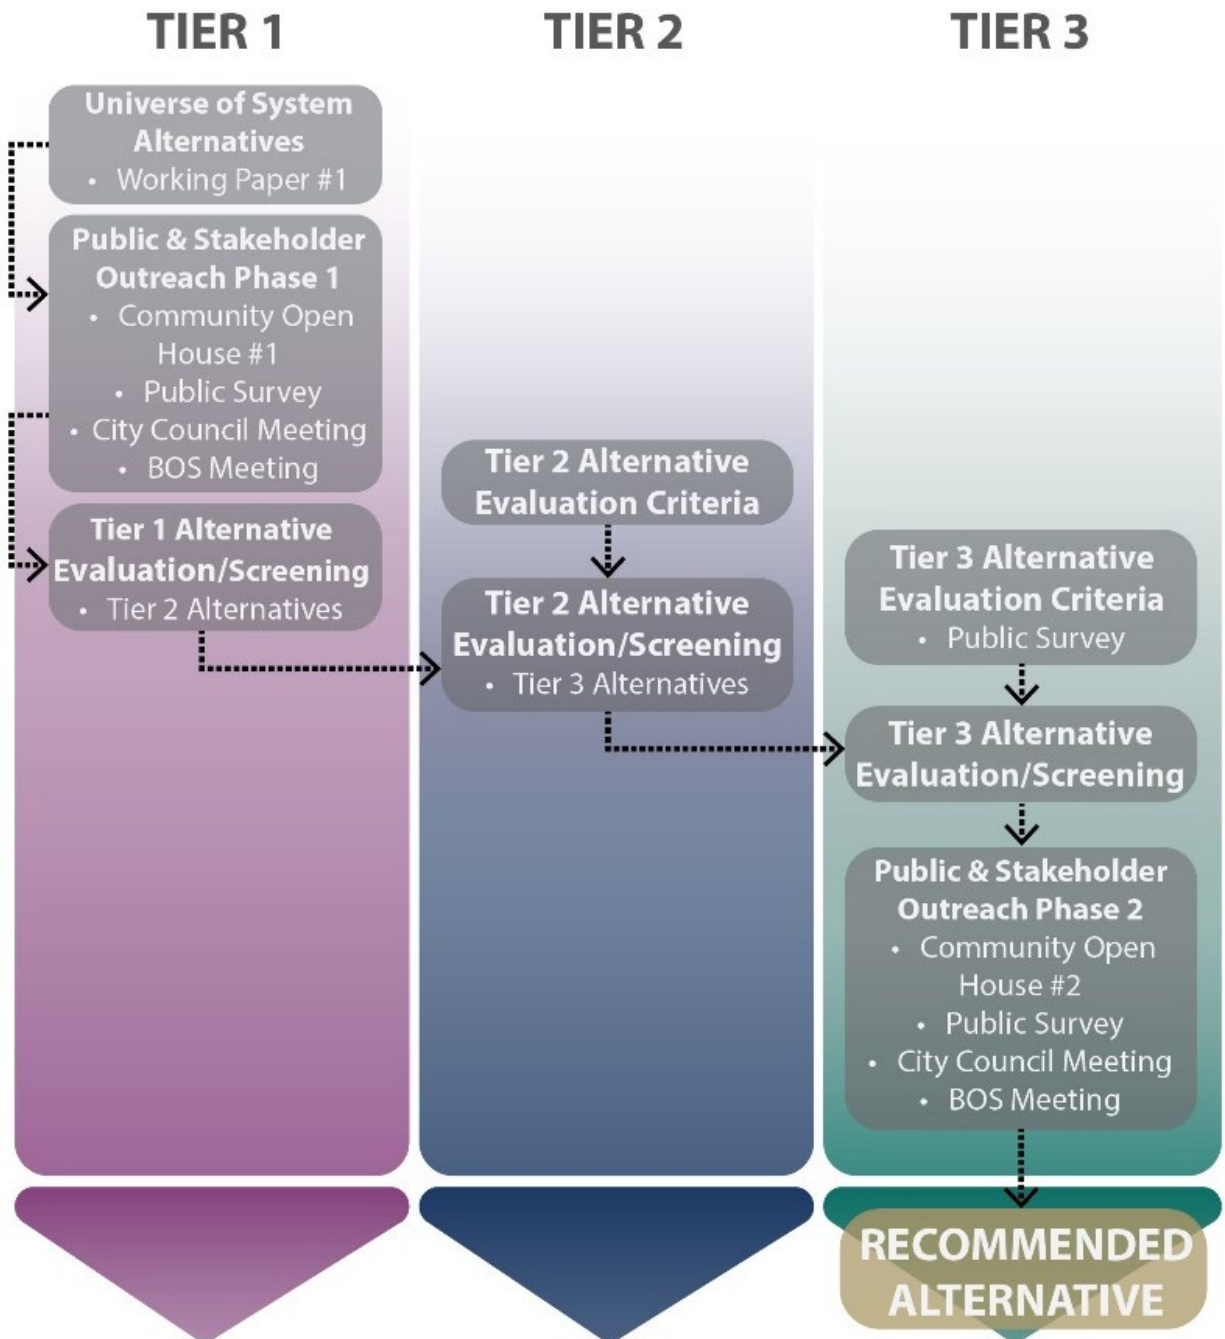 TIER 1
Universe of System
Alternatives
• Working Paper #1
Public & Stakeholder
Outreach Phase 1
• Community Open
House #1
• Public Survey
• City Council Meeting
• BOS Meeting
Tier 1 Alternative
Evaluation/Screening
• Tier 2 Alternatives
TIER 2
Tier 2 Alternative
Evaluation Criteria
Tier 2 Alternative
Evaluation/Screening
• Tier 3 Alternatives
TIER 3
Tier 3 Alternative
Evaluation Criteria
• Public Survey
Tier 3 Alternative
Evaluation/Screening
Public & Stakeholder
Outreach Phase 2
• Community Open
House #2
• Public Survey
• City Council Meeting
• BOS Meeting
RECOMMENDED
ALTERNATIVE